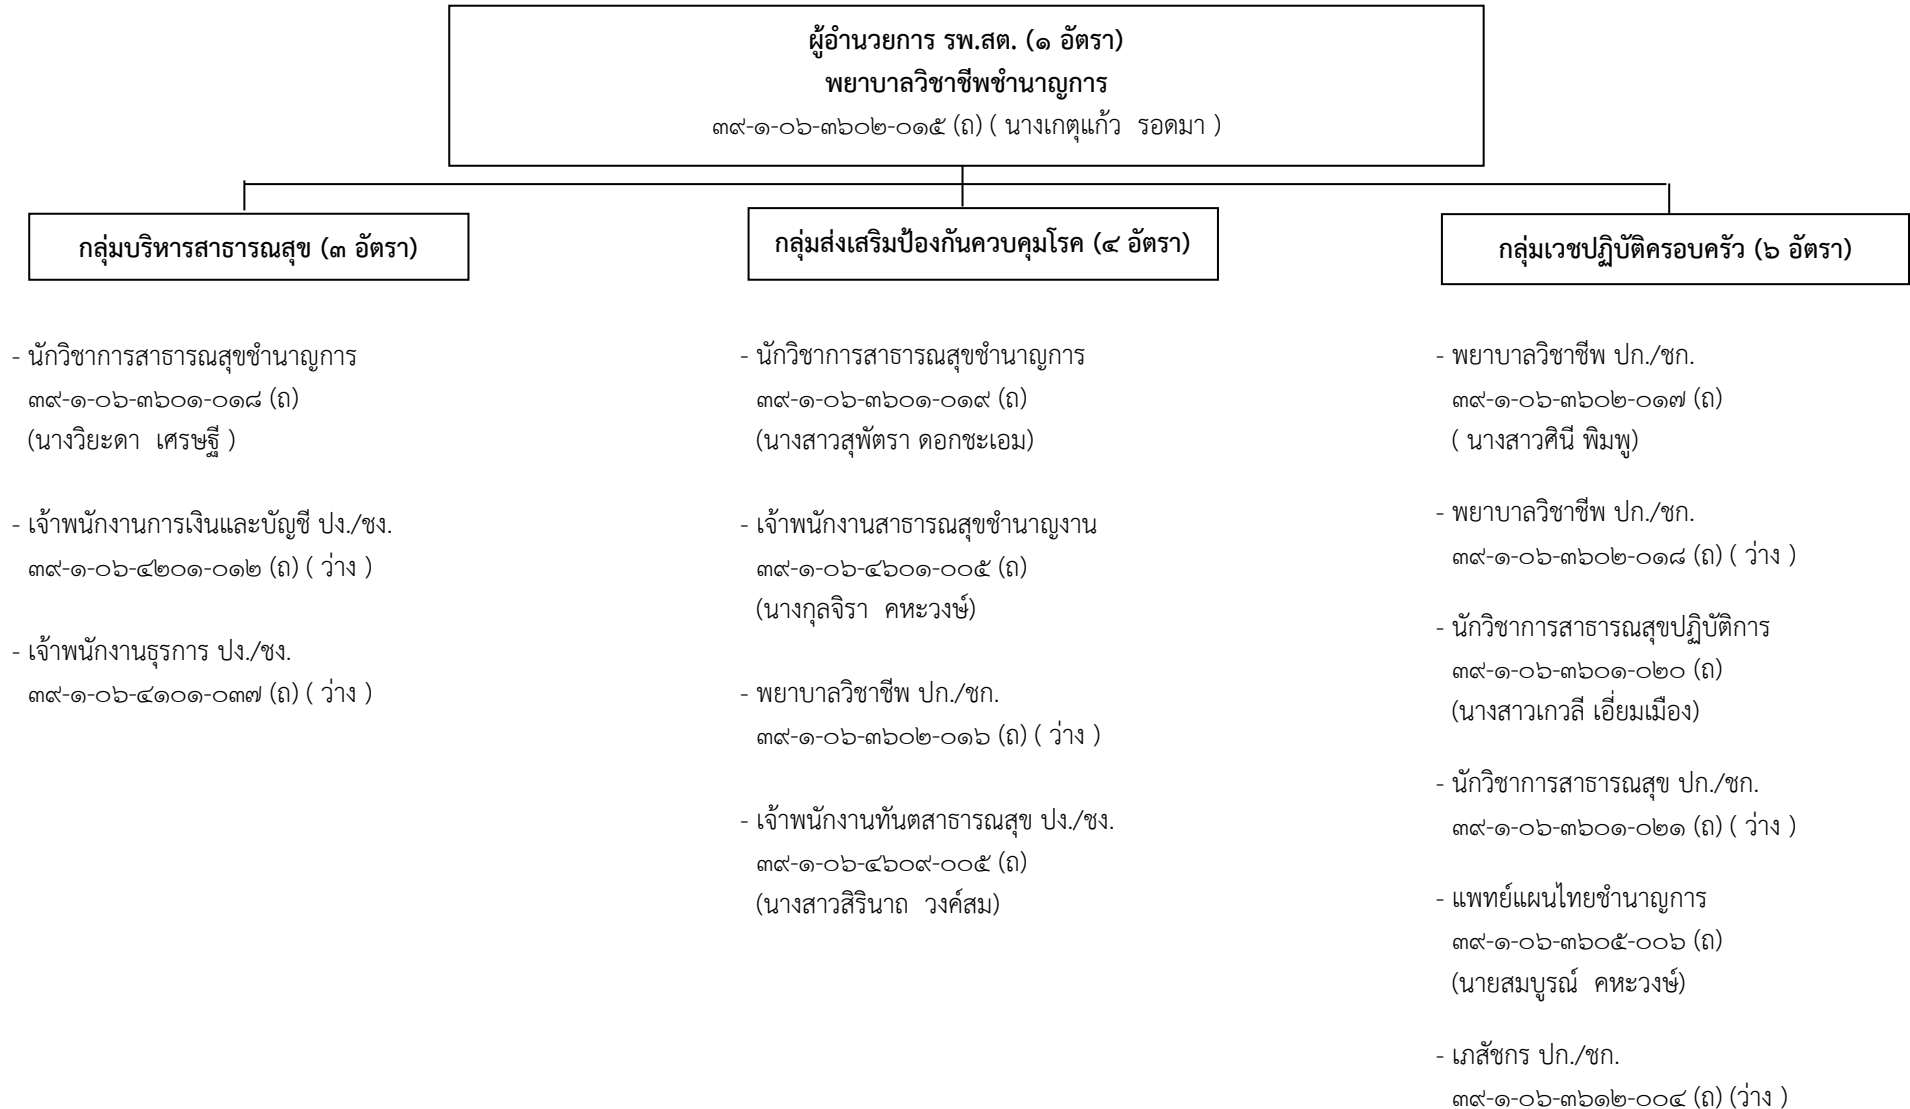 ผู้อำนวยการ รพ.สต. (๑ อัตรา)
พยาบาลวิชาชีพชำนาญการ
๓๙-๑-๐๖-๓๖๐๒-๐๑๕ (ถ) ( นางเกตุแก้ว รอดมา )
กลุ่มบริหารสาธารณสุข (๓ อัตรา)
- นักวิชาการสาธารณสุขชำนาญการ
๓๙-๑-๐๖-๓๖๐๑-๐๑๘ (ถ)
(นางวิยะดา เศรษฐี )
- เจ้าพนักงานการเงินและบัญชี ปง./ชง.
๓๙-๑-๐๖-๔๒๐๑-๐๑๒ (ถ) ( ว่าง )
- เจ้าพนักงานธุรการ ปง./ชง.
๓๙-๑-๐๖-๔๑๐๑-๐๓๗ (ถ) ( ว่าง )
กลุ่มส่งเสริมป้องกันควบคุมโรค (๔ อัตรา)
- นักวิชาการสาธารณสุขชำนาญการ
๓๙-๑-๐๖-๓๖๐๑-๐๑๙ (ถ)
(นางสาวสุพัตรา ดอกชะเอม)
- เจ้าพนักงานสาธารณสุขชำนาญงาน
๓๙-๑-๐๖-๔๖๐๑-๐๐๕ (ถ)
(นางกุลจิรา คหะวงษ์)
- พยาบาลวิชาชีพ ปก./ชก.
๓๙-๑-๐๖-๓๖๐๒-๐๑๖ (ถ) ( ว่าง )
- เจ้าพนักงานทันตสาธารณสุข ปง./ชง.
๓๙-๑-๐๖-๔๖๐๙-๐๐๕ (ถ)
(นางสาวสิรินาถ วงค์สม)
กลุ่มเวชปฏิบัติครอบครัว (๖ อัตรา)
- พยาบาลวิชาชีพ ปก./ชก.
๓๙-๑-๐๖-๓๖๐๒-๐๑๗ (ถ)
( นางสาวศินี พิมพู)
- พยาบาลวิชาชีพ ปก./ชก.
๓๙-๑-๐๖-๓๖๐๒-๐๑๘ (ถ) ( ว่าง )
- นักวิชาการสาธารณสุขปฏิบัติการ
๓๙-๑-๐๖-๓๖๐๑-๐๒๐ (ถ)
(นางสาวเกวลี เอี่ยมเมือง)
- นักวิชาการสาธารณสุข ปก./ชก.
๓๙-๑-๐๖-๓๖๐๑-๐๒๑ (ถ) ( ว่าง )
- แพทย์แผนไทยชำนาญการ
๓๙-๑-๐๖-๓๖๐๕-๐๐๖ (ถ)
(นายสมบูรณ์ คหะวงษ์)
- เภสัชกร ปก./ชก.
๓๙-๑-๐๖-๓๖๑๒-๐๐๔ (ถ) (ว่าง )